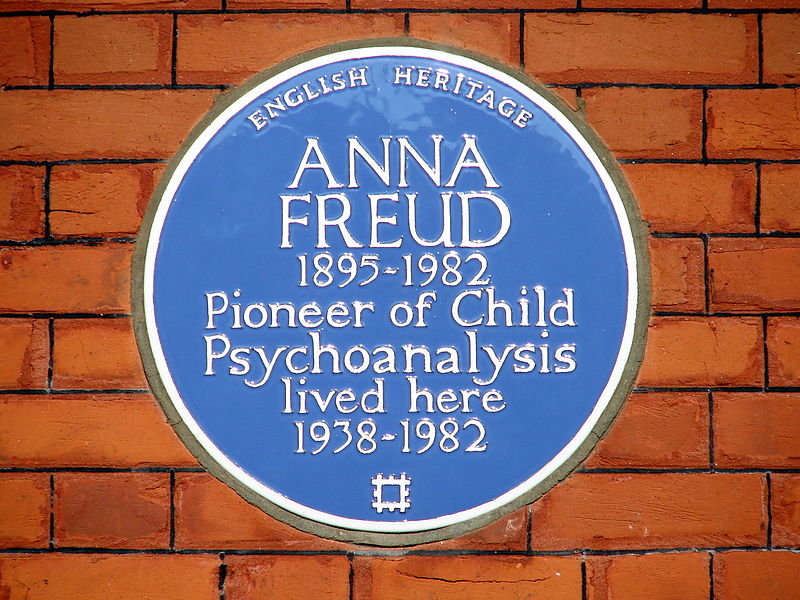 ENGLISH HERITAGE
ANNA
FREUD
1895-1982
Pioneer of Child
Psychoanalysis
lived here
1938-1982